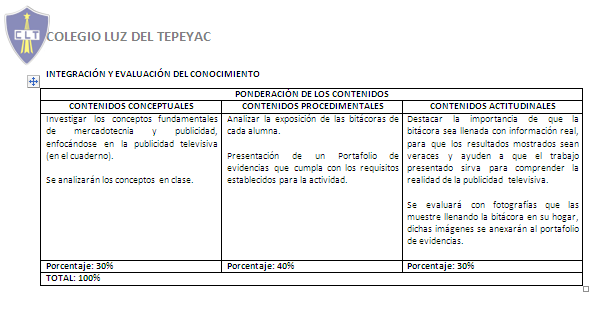 CLT
COLEGIO LUZ DEL TEPEYAC
INTEGRACIÓN Y EVALUACIÓN DEL CONOCIMIENTO
PONDERACIÓN DE LOS CONTENIDOS
CONTENIDOS CONCEPTUALES
Investigar los conceptos fundamentales
de mercadotecnia y publicidad,
enfocándose en la publicidad televisiva
(en el cuaderno).
Se analizarán los conceptos en clase.
Porcentaje: 30%
CONTENIDOS PROCEDIMENTALES
Analizar la exposición de las bitácoras de
cada alumna.
Presentación de un Portafolio de
evidencias que cumpla con los requisitos
establecidos para la actividad.
Porcentaje: 40%
CONTENIDOS ACTITUDINALES
Destacar la importancia de que la
bitácora sea llenada con información real,
para que los resultados mostrados sean
veraces y ayuden a que el trabajo
presentado sirva para comprender la
realidad de la publicidad televisiva.
Se evaluará con fotografías que las
muestre llenando la bitácora en su hogar,
dichas imágenes se anexarán al portafolio
de evidencias.
Porcentaje: 30%
TOTAL: 100%